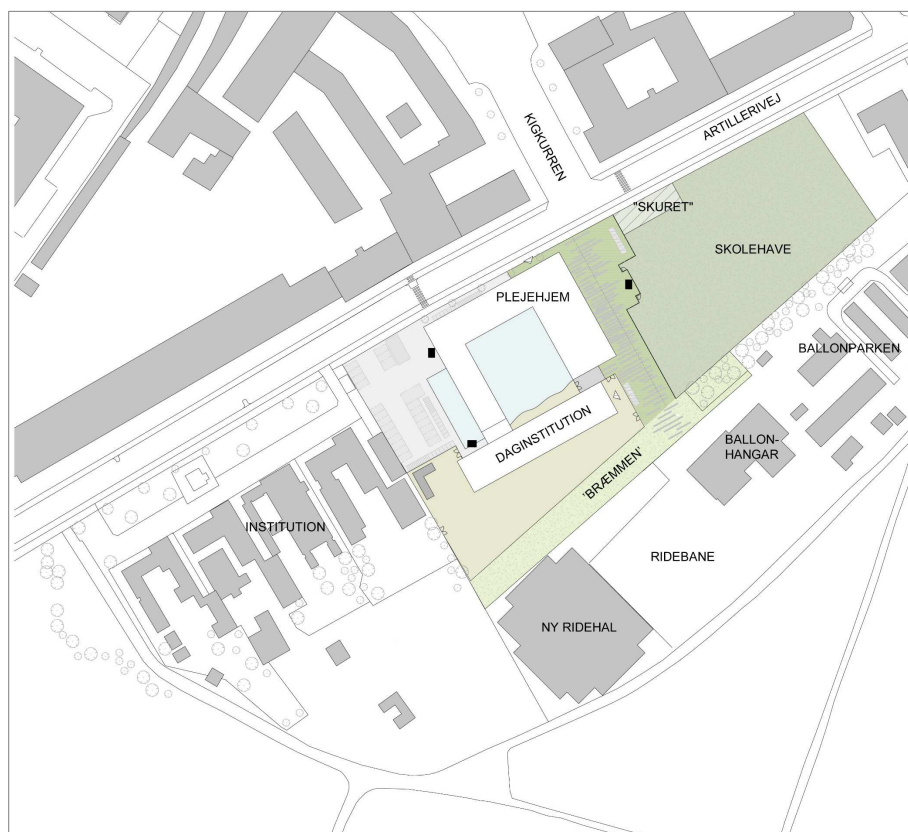 KIGKURREN
ARTILLERIVEJ
"SKURET"
SKOLEHAVE
PLEJEHJEM
BALLONPARKEN
DAGINSTITUTION
BALLON-
HANGAR
'BRÆMMEN'
INSTITUTION
RIDEBANE
NY RIDEHAL